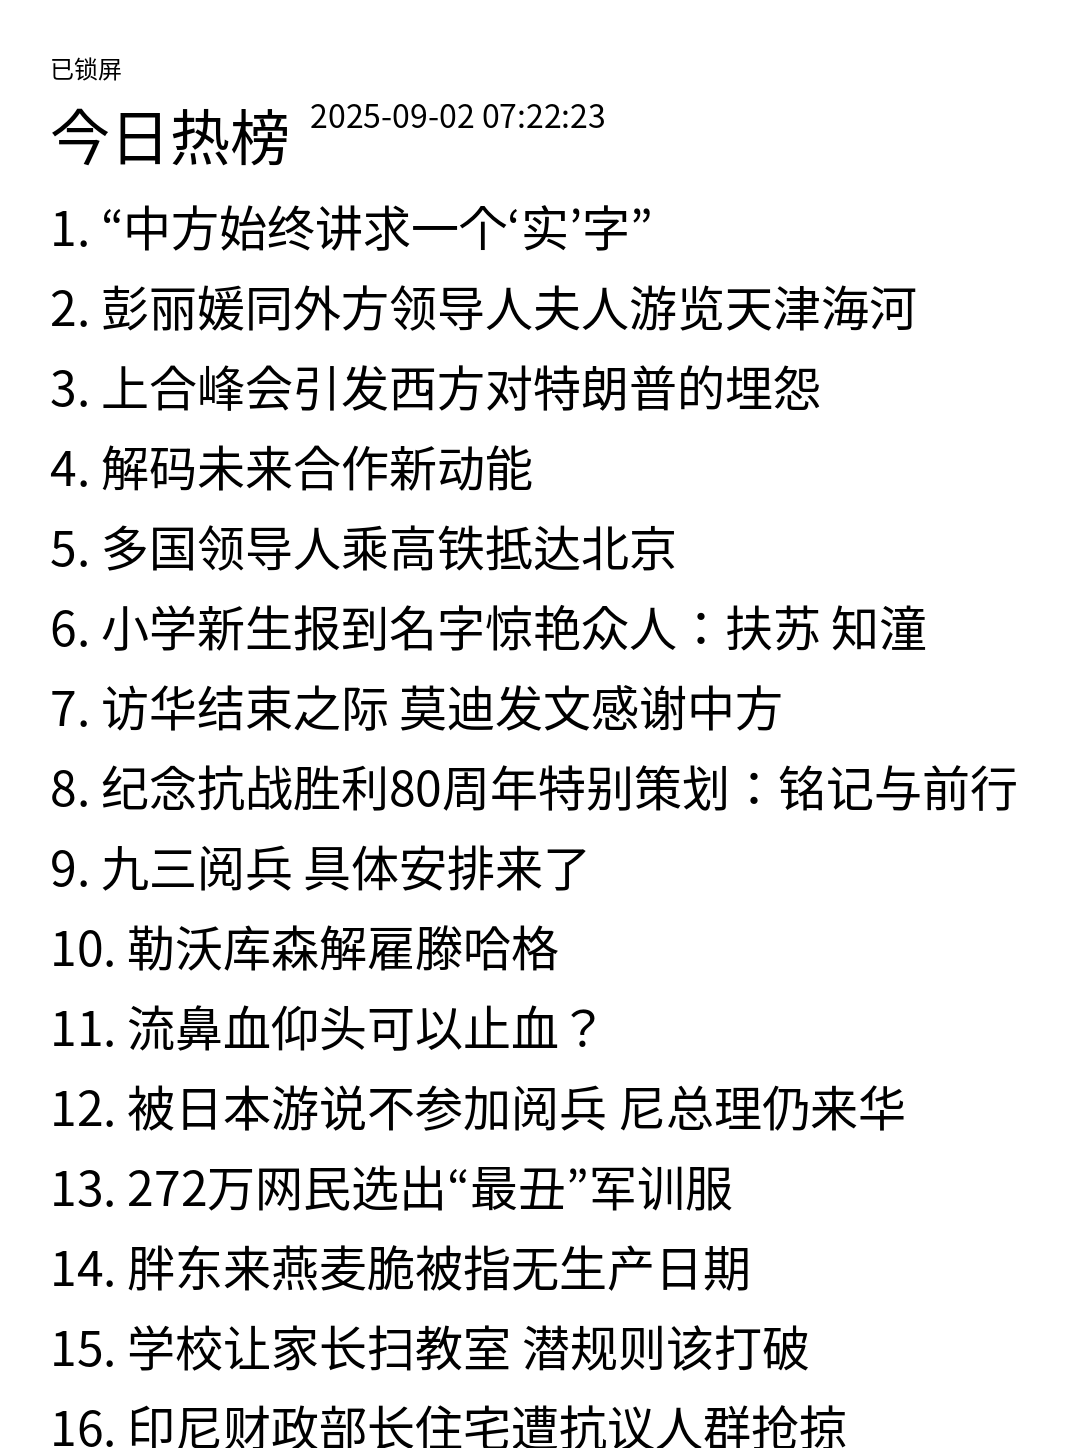 已锁屏
今日热榜 2025-09-02 07:22:23
1. “中方始终讲求一个‘实’字”
2. 彭丽媛同外方领导人夫人游览天津海河
3. 上合峰会引发西方对特朗普的埋怨
4. 解码未来合作新动能
5. 多国领导人乘高铁抵达北京
6. 小学新生报到名字惊艳众人：扶苏 知潼
7. 访华结束之际 莫迪发文感谢中方
8. 纪念抗战胜利80周年特别策划：铭记与前行
9. 九三阅兵 具体安排来了
10. 勒沃库森解雇滕哈格
11. 流鼻血仰头可以止血？
12. 被日本游说不参加阅兵 尼总理仍来华
13. 272万网民选出“最丑”军训服
14. 胖东来燕麦脆被指无生产日期
15. 学校让家长扫教室 潜规则该打破
16. 印尼财政部长住宅遭抗议人群抢掠